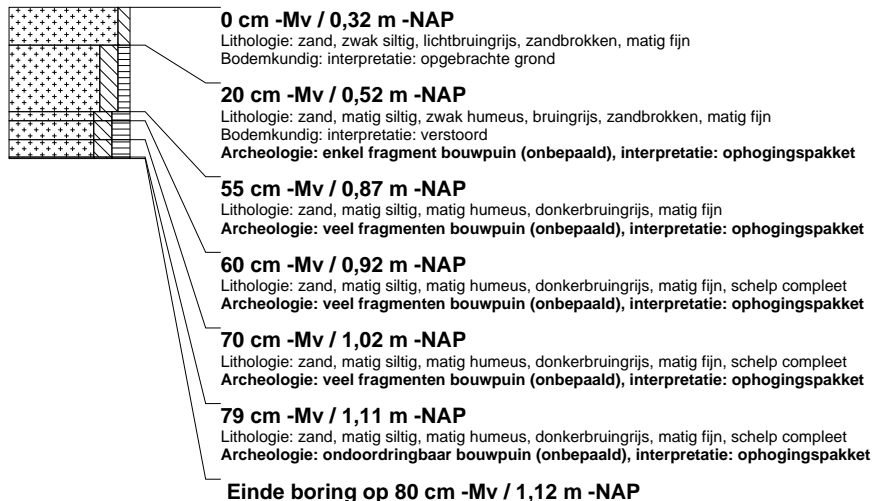 0 cm -Mv / 0,32 m -NAP
Lithologie: zand, zwak siltig, lichtbruingrijs, zandbrokken, matig fijn
Bodemkundig: interpretatie: opgebrachte grond
20 cm -Mv / 0,52 m -NAP
Lithologie: zand, matig siltig, zwak humeus, bruingrijs, zandbrokken, matig fijn
Bodemkundig: interpretatie: verstoord
Archeologie: enkel fragment bouwpuin (onbepaald), interpretatie: ophogingspakket
55 cm -Mv / 0,87 m -NAP
Lithologie: zand, matig siltig, matig humeus, donkerbruingrijs, matig fijn
Archeologie: veel fragmenten bouwpuin (onbepaald), interpretatie: ophogingspakket
60 cm -Mv / 0,92 m -NAP
Lithologie: zand, matig siltig, matig humeus, donkerbruingrijs, matig fijn, schelp compleet
Archeologie: veel fragmenten bouwpuin (onbepaald), interpretatie: ophogingspakket
70 cm -Mv / 1,02 m -NAP
Lithologie: zand, matig siltig, matig humeus, donkerbruingrijs, matig fijn, schelp compleet
Archeologie: veel fragmenten bouwpuin (onbepaald), interpretatie: ophogingspakket
79 cm -Mv / 1,11 m -NAP
Lithologie: zand, matig siltig, matig humeus, donkerbruingrijs, matig fijn, schelp compleet
Archeologie: ondoordringbaar bouwpuin (onbepaald), interpretatie: ophogingspakket
Einde boring op 80 cm -Mv / 1,12 m -NAP